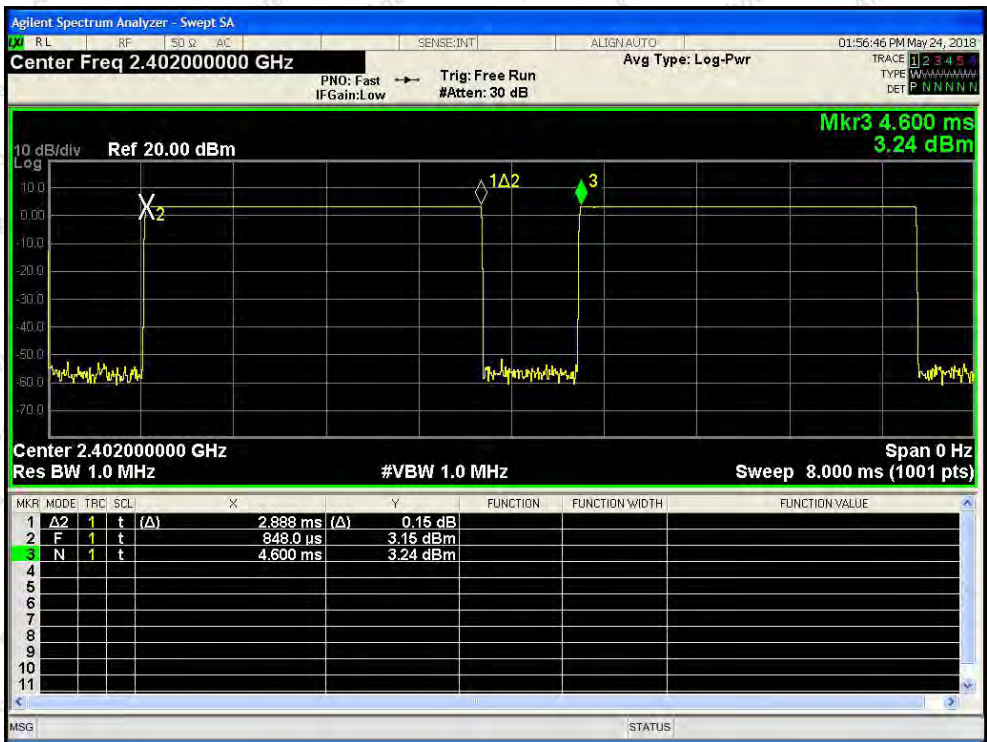 Agilent Spectrum Analyzer - Swept SA
LXI RL RF 50 Ω AC SENSE:INT ALIGNAUTO 01:56:46 PM May 24, 2018
Center Freq 2.402000000 GHz Avg Type: Log-Pwr TRACE 1 2 3 4 5 6
PNO: Fast Trig: Free Run TYPE WWWWWW
IFGain:Low #Atten: 30 dB DET P N N N N N
Mkr3 4.600 ms
10 dB/div Ref 20.00 dBm 3.24 dBm
Log
10.0
1Δ2
3
0.00
2
-10.0
-20.0
-30.0
-40.0
-50.0
-60.0
-70.0
Center 2.402000000 GHz Span 0 Hz
Res BW 1.0 MHz #VBW 1.0 MHz Sweep 8.000 ms (1001 pts)
MKR MODE TRC SCL X Y FUNCTION FUNCTION WIDTH FUNCTION VALUE
1 Δ2 1 t (Δ) 2.888 ms (Δ) 0.15 dB
2 F 1 t 848.0 µs 3.15 dBm
3 N 1 t 4.600 ms 3.24 dBm
4
5
6
7
8
9
10
11
MSG STATUS